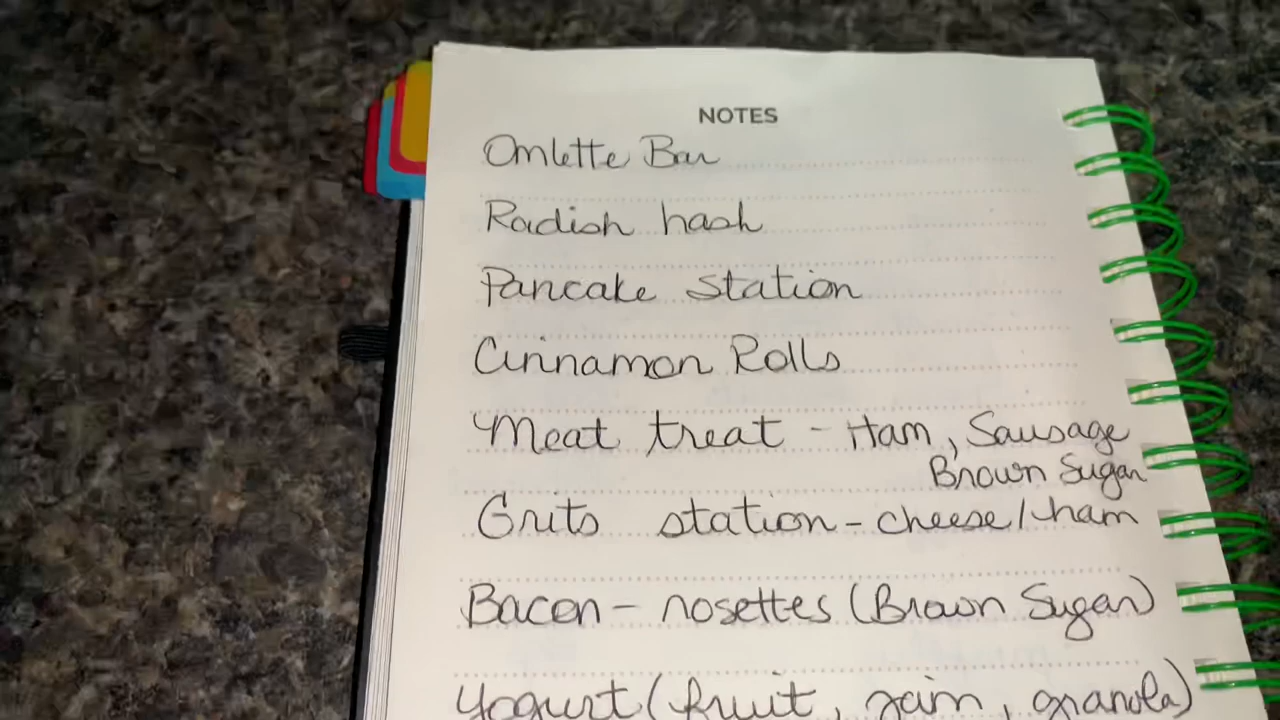 NOTES
Omlette Bar
Radish hash
Pancake station
Cinnamon Rolls
Meat treat - Ham, Sausage
Brown Sugar
Grits station - cheese/ham
Bacon - rosettes (Brown Sugar)
Yogurt (fruit, jam, granola)